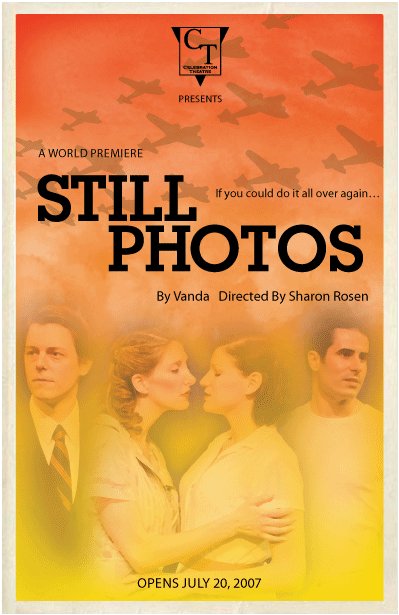 CT
CELEBRATION
THEATRE
PRESENTS
A WORLD PREMIERE
STILL
If you could do it all over again…
PHOTOS
By Vanda Directed By Sharon Rosen
OPENS JULY 20, 2007